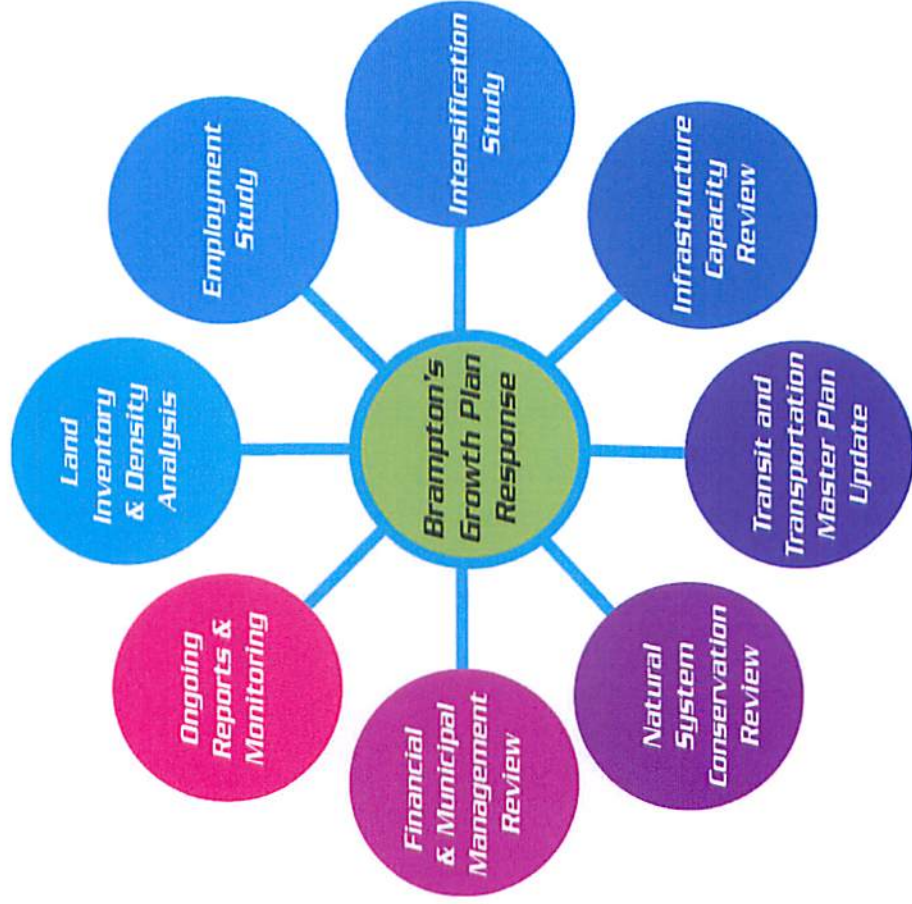 Land
Inventory
& Density
Analysis
Employment
Study
Intensification
Study
Infrastructure
Capacity
Review
Transit and
Transportation
Master Plan
Update
Natural
System
Conservation
Review
Financial
& Municipal
Management
Review
Ongoing
Reports &
Monitoring
Brampton's
Growth Plan
Response